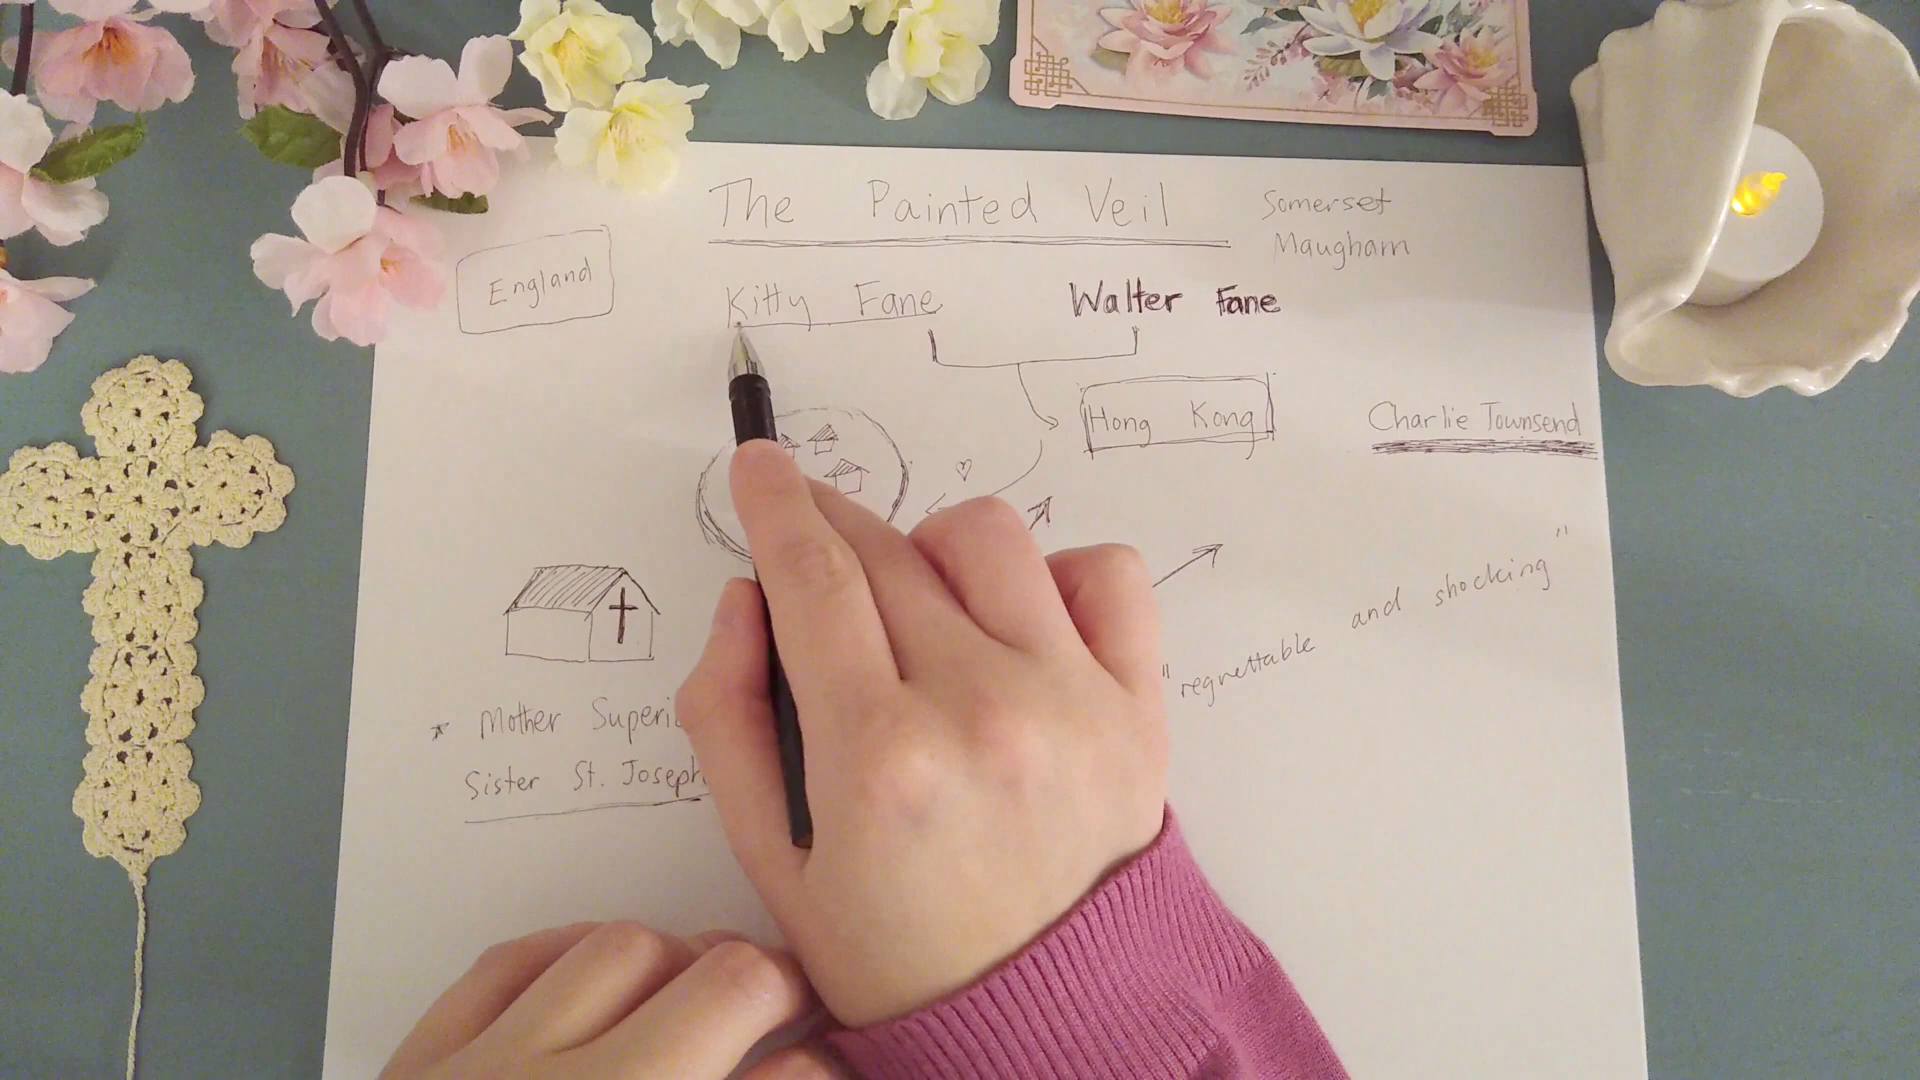 The Painted Veil
Somerset
Maugham
England
Kitty Fane
Walter Fane
Hong Kong
Charlie Townsend
"regrettable and shocking"
Mother
Sister St. Joseph